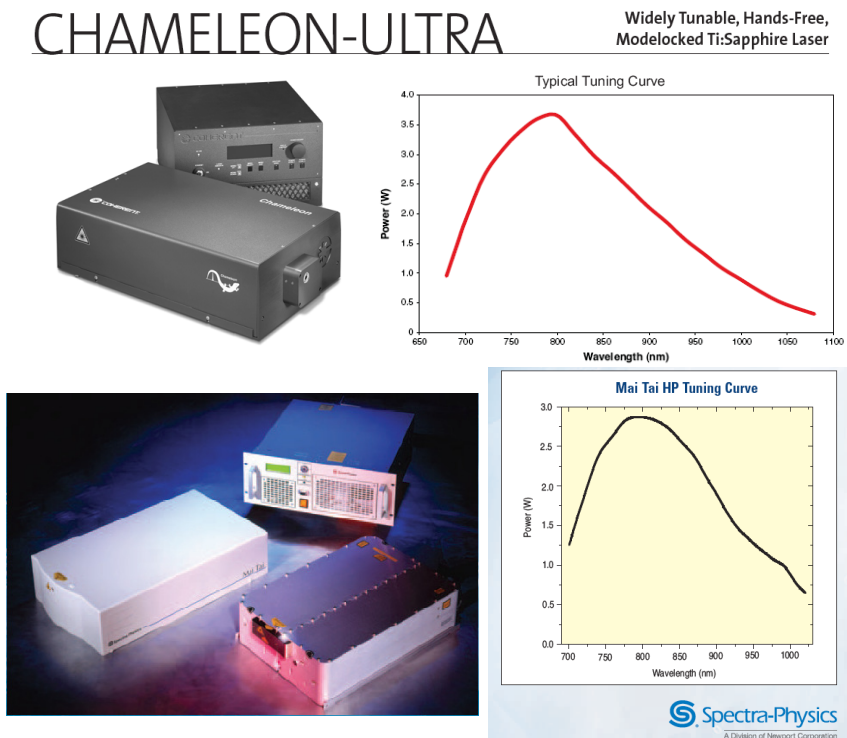 CHAMELEON-ULTRA
Widely Tunable, Hands-Free,
Modelocked Ti:Sapphire Laser
COHERENT
Chameleon
Typical Tuning Curve
4.0
3.5
3.0
2.5
2.0
1.5
1.0
0.5
0
Power (W)
650 700 750 800 850 900 950 1000 1050 1100
Wavelength (nm)
Mai Tai
Spectra-Physics
Mai Tai HP Tuning Curve
3.0
2.5
2.0
1.5
1.0
0.5
0.0
Power (W)
700 750 800 850 900 950 1000
Wavelength (nm)
Spectra-Physics
A Division of Newport Corporation